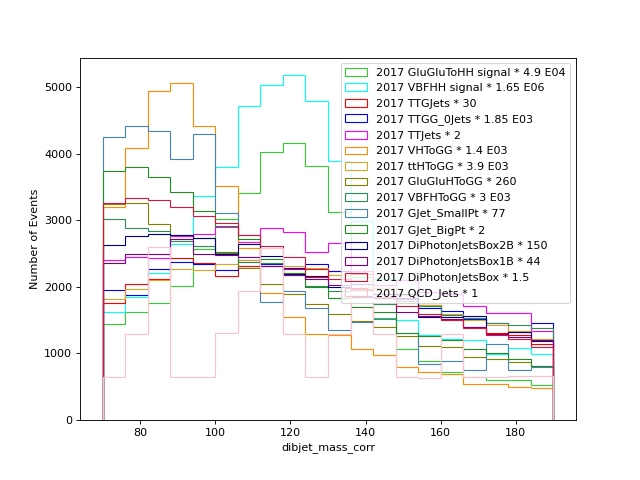 2017 GluGluToHH signal * 4.9 E04
2017 VBFHH signal * 1.65 E06
2017 TTGJets * 30
2017 TTGG_0Jets * 1.85 E03
2017 TTJets * 2
2017 VHToGG * 1.4 E03
2017 ttHToGG * 3.9 E03
2017 GluGluHToGG * 260
2017 VBFHToGG * 3 E03
2017 GJet_SmallPt * 77
2017 GJet_BigPt * 2
2017 DiPhotonJetsBox2B * 150
2017 DiPhotonJetsBox1B * 44
2017 DiPhotonJetsBox * 1.5
2017 QCD_Jets * 1
5000
4000
3000
2000
1000
0
Number of Events
80 100 120 140 160 180
dibjet_mass_corr